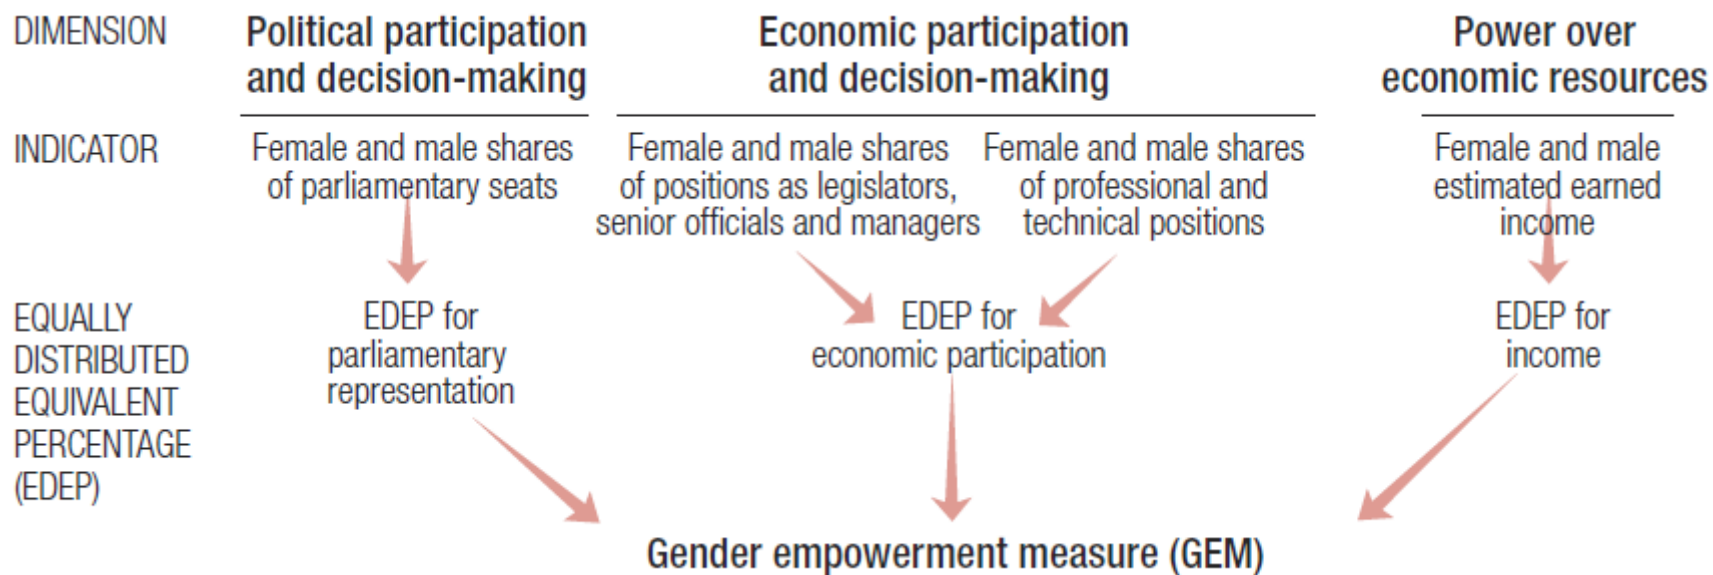 DIMENSION
Political participation
and decision-making
Economic participation
and decision-making
Power over
economic resources
INDICATOR
Female and male shares
of parliamentary seats
Female and male shares
of positions as legislators,
senior officials and managers
Female and male shares
of professional and
technical positions
Female and male
estimated earned
income
EQUALLY
DISTRIBUTED
EQUIVALENT
PERCENTAGE
(EDEP)
EDEP for
parliamentary
representation
EDEP for
economic participation
EDEP for
income
Gender empowerment measure (GEM)